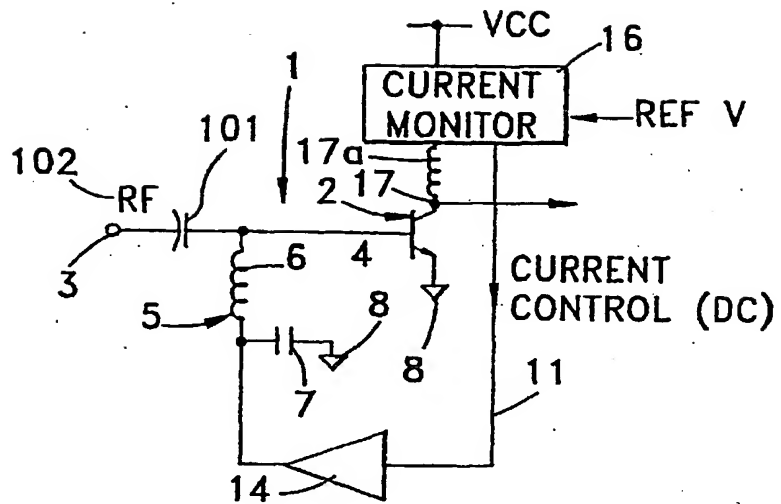 VCC
16
1
CURRENT
MONITOR
REF V
101
17a
102
RF
17
2
3
6
4
5
8
8
7
CURRENT
CONTROL (DC)
11
14